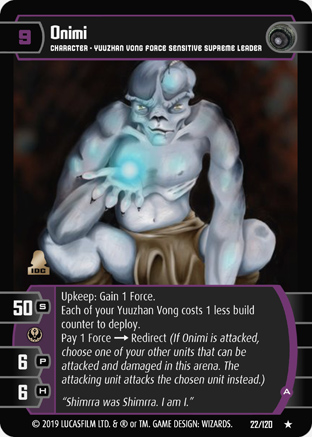 9
Onimi
CHARACTER - YUUZHAN VONG FORCE SENSITIVE SUPREME LEADER
IDC
50 S
6 P
6 H
Upkeep: Gain 1 Force.
Each of your Yuuzhan Vong costs 1 less build
counter to deploy.
Pay 1 Force → Redirect (If Onimi is attacked,
choose one of your other units that can be
attacked and damaged in this arena. The
attacking unit attacks the chosen unit instead.)
"Shimrra was Shimrra. I am I."
A
© 2019 LUCASFILM LTD. & ® or TM. GAME DESIGN: WIZARDS.
22/120 ★